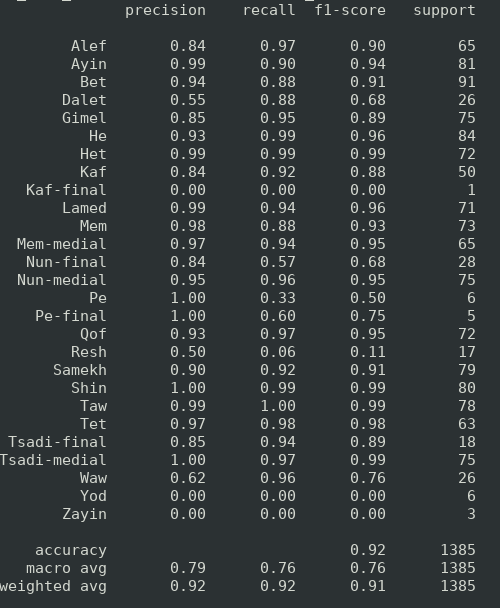 precision recall f1-score support
Alef 0.84 0.97 0.90 65
Ayin 0.99 0.90 0.94 81
Bet 0.94 0.88 0.91 91
Dalet 0.55 0.88 0.68 26
Gimel 0.85 0.95 0.89 75
He 0.93 0.99 0.96 84
Het 0.99 0.99 0.99 72
Kaf 0.84 0.92 0.88 50
Kaf-final 0.00 0.00 0.00 1
Lamed 0.99 0.94 0.96 71
Mem 0.98 0.88 0.93 73
Mem-medial 0.97 0.94 0.95 65
Nun-final 0.84 0.57 0.68 28
Nun-medial 0.95 0.96 0.95 75
Pe 1.00 0.33 0.50 6
Pe-final 1.00 0.60 0.75 5
Qof 0.93 0.97 0.95 72
Resh 0.50 0.06 0.11 17
Samekh 0.90 0.92 0.91 79
Shin 1.00 0.99 0.99 80
Taw 0.99 1.00 0.99 78
Tet 0.97 0.98 0.98 63
Tsadi-final 0.85 0.94 0.89 18
Tsadi-medial 1.00 0.97 0.99 75
Waw 0.62 0.96 0.76 26
Yod 0.00 0.00 0.00 6
Zayin 0.00 0.00 0.00 3
accuracy 0.92 1385
macro avg 0.79 0.76 0.76 1385
weighted avg 0.92 0.92 0.91 1385